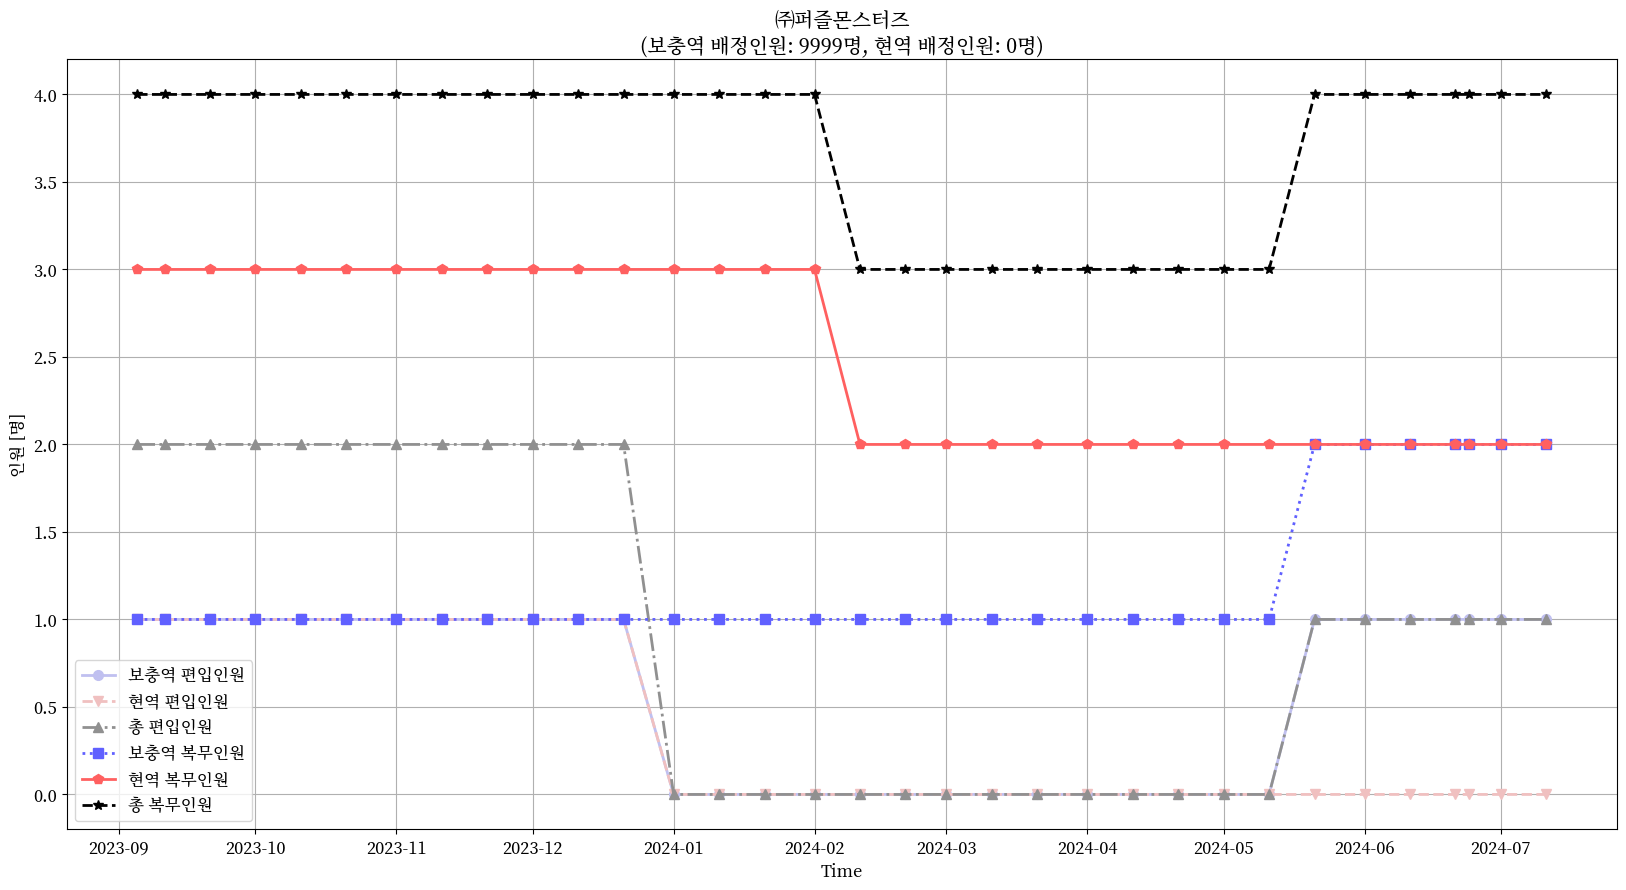 ㈜퍼즐몬스터즈
(보충역 배정인원: 9999명, 현역 배정인원: 0명)
인원 [명]
4.0
3.5
3.0
2.5
2.0
1.5
1.0
0.5
0.0
보충역 편입인원
현역 편입인원
총 편입인원
보충역 복무인원
현역 복무인원
총 복무인원
2023-09 2023-10 2023-11 2023-12 2024-01 2024-02 2024-03 2024-04 2024-05 2024-06 2024-07
Time